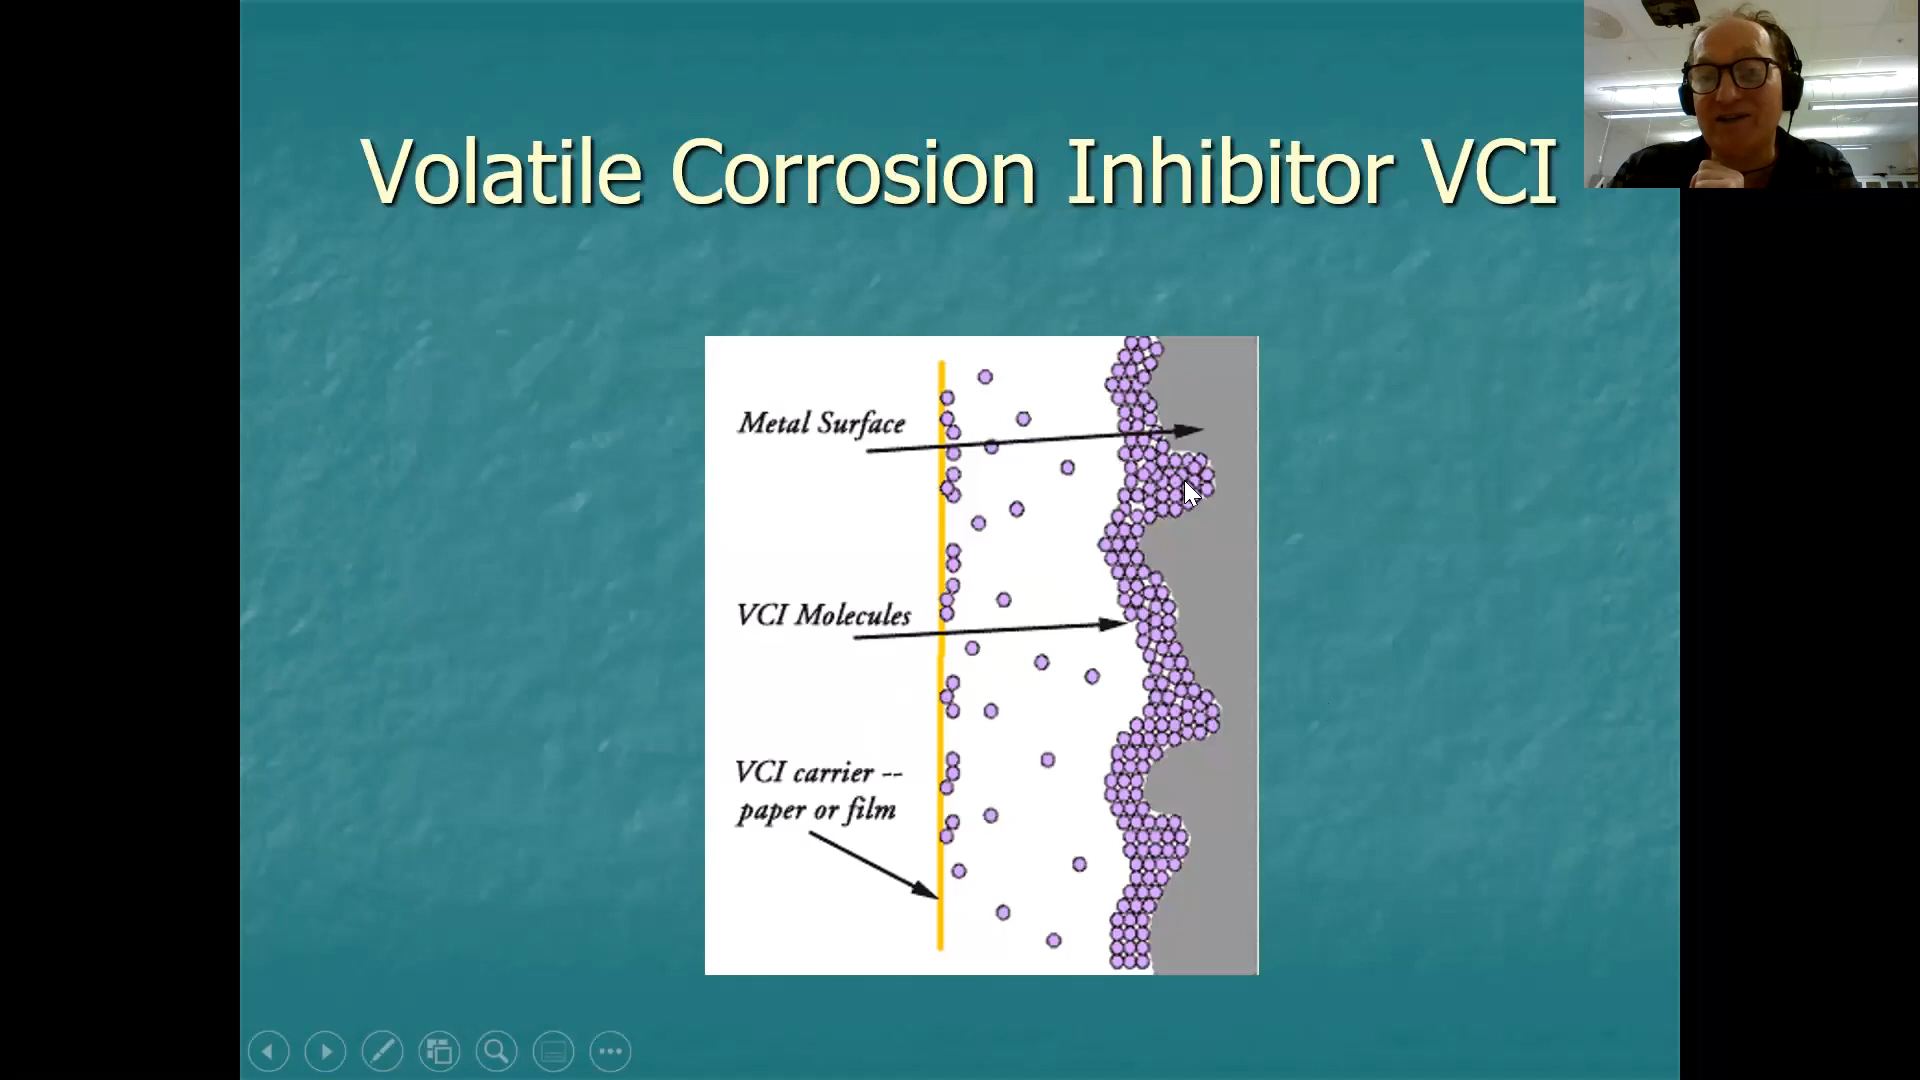 Volatile Corrosion Inhibitor VCI
Metal Surface
VCI Molecules
VCI carrier --
paper or film